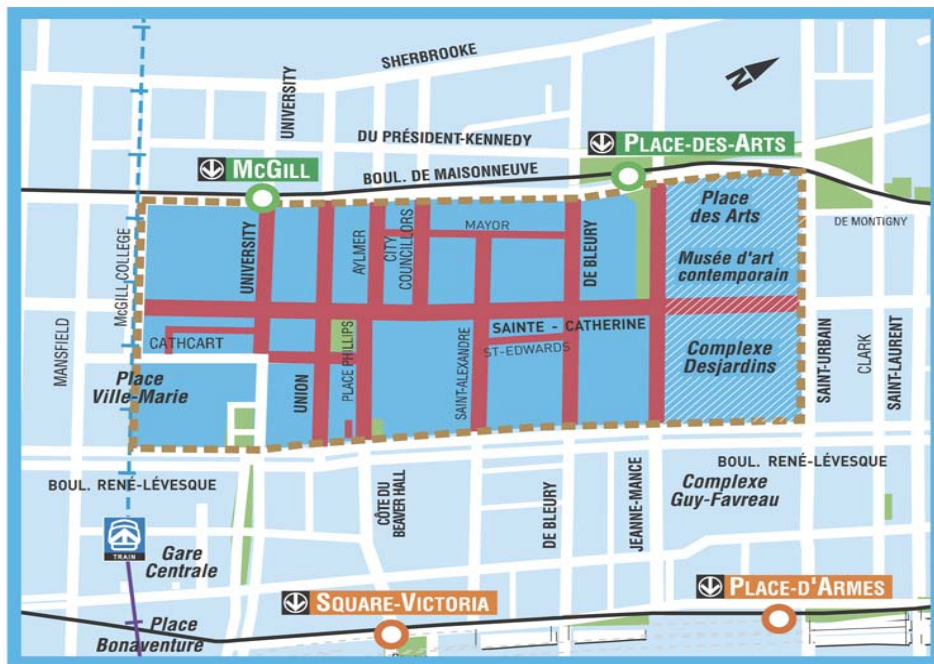 SHERBROOKE
UNIVERSITY
N
DU PRÉSIDENT-KENNEDY
PLACE-DES-ARTS
MCGILL
BOUL. DE MAISONNEUVE
Place
des Arts
DE MONTIGNY
MAYOR
UNIVERSITY
AYLMER
CITY
COUNCILLORS
DE BLEURY
Musée d'art
contemporain
MCGILL COLLEGE
MANSFIELD
SAINTE - CATHERINE
CATHCART
ST-EDWARDS
PLACE PHILLIPS
SAINT-ALEXANDRE
UNION
Complexe
Desjardins
SAINT-URBAIN
CLARK
SAINT-LAURENT
Place
Ville-Marie
BOUL. RENÉ-LÉVESQUE
BOUL. RENÉ-LÉVESQUE
CÔTE DU
BEAVER HALL
DE BLEURY
JEANNE-MANCE
Complexe
Guy-Favreau
TRAIN
Gare
Centrale
SQUARE-VICTORIA
PLACE-D'ARMES
Place
Bonaventure